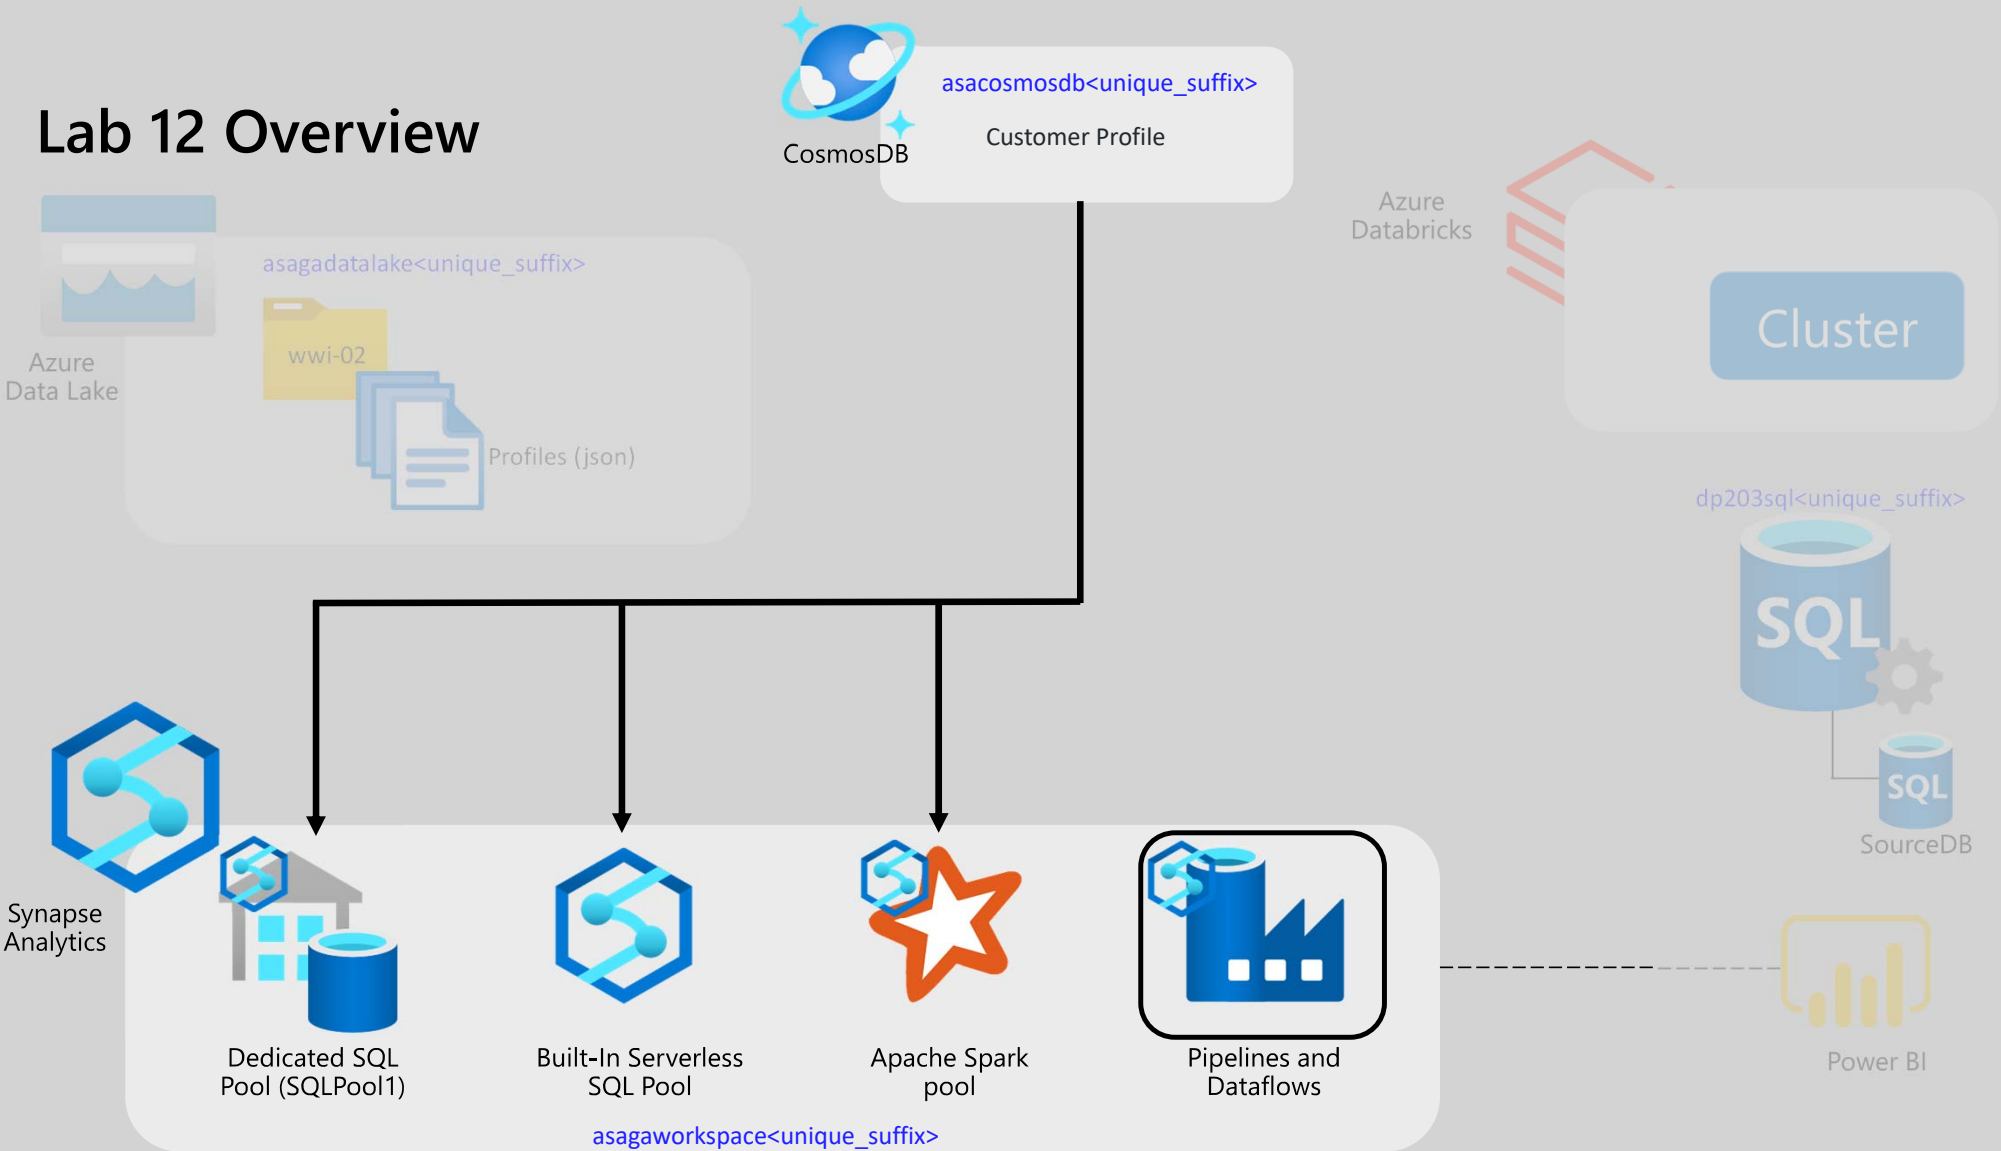 Lab 12 Overview
CosmosDB
asacosmosdb<unique_suffix>
Customer Profile
Azure
Data Lake
asagadatalake<unique_suffix>
wwi-02
Profiles (json)
Azure
Databricks
Cluster
dp203sql<unique_suffix>
SQL
SQL
SourceDB
Synapse
Analytics
Dedicated SQL
Pool (SQLPool1)
Built-In Serverless
SQL Pool
Apache Spark
pool
Pipelines and
Dataflows
asagaworkspace<unique_suffix>
Power BI